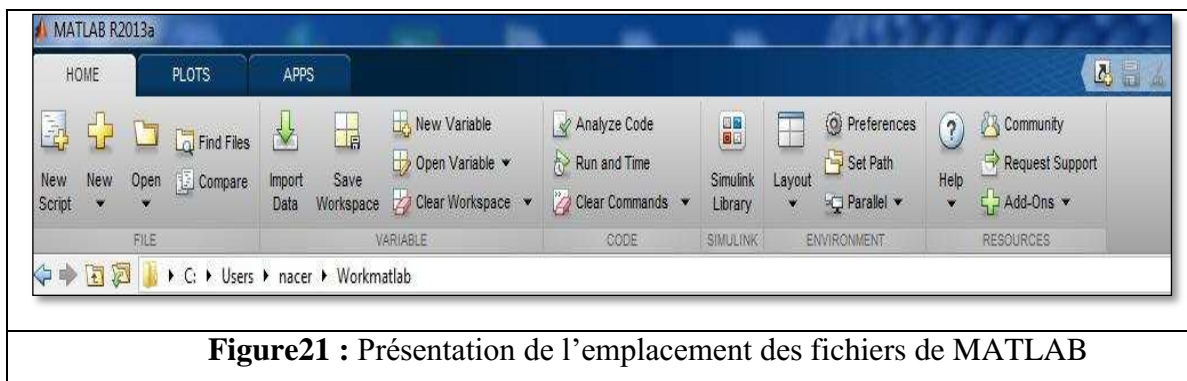 MATLAB R2013a
HOME PLOTS APPS
New Script
New
Open
Find Files
Compare
Import Data
Save Workspace
New Variable
Open Variable
Clear Workspace
Analyze Code
Run and Time
Clear Commands
Simulink Library
Layout
Preferences
Set Path
Parallel
Help
Community
Request Support
Add-Ons
FILE VARIABLE CODE SIMULINK ENVIRONMENT RESOURCES
C: Users nacer Workmatlab
Figure21 : Présentation de l’emplacement des fichiers de MATLAB